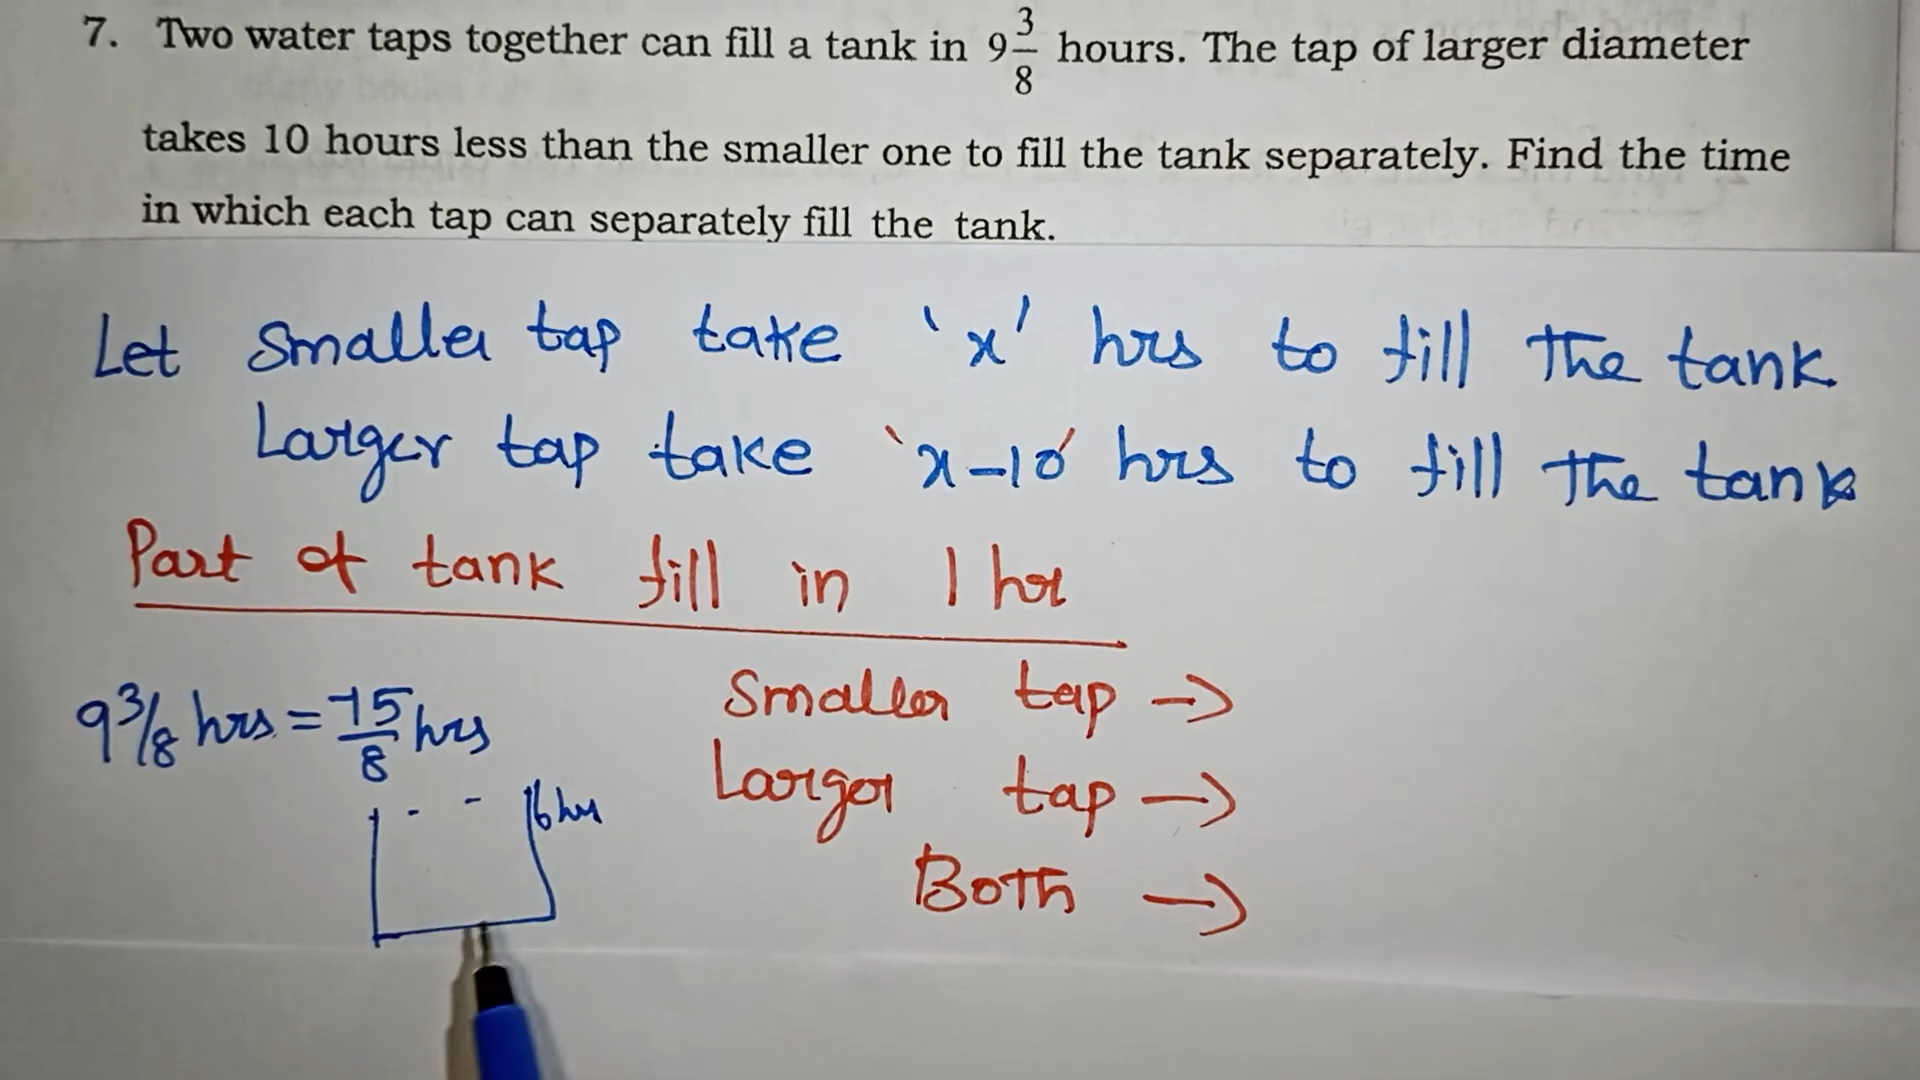 7. Two water taps together can fill a tank in 9 3/8 hours. The tap of larger diameter
takes 10 hours less than the smaller one to fill the tank separately. Find the time
in which each tap can separately fill the tank.
Let smaller tap take 'x' hrs to fill the tank
Larger tap take 'x-10' hrs to fill the tank
Part of tank fill in 1 hr
9 3/8 hrs = 75/8 hrs
6 hrs
Smaller tap →
Larger tap →
Both →